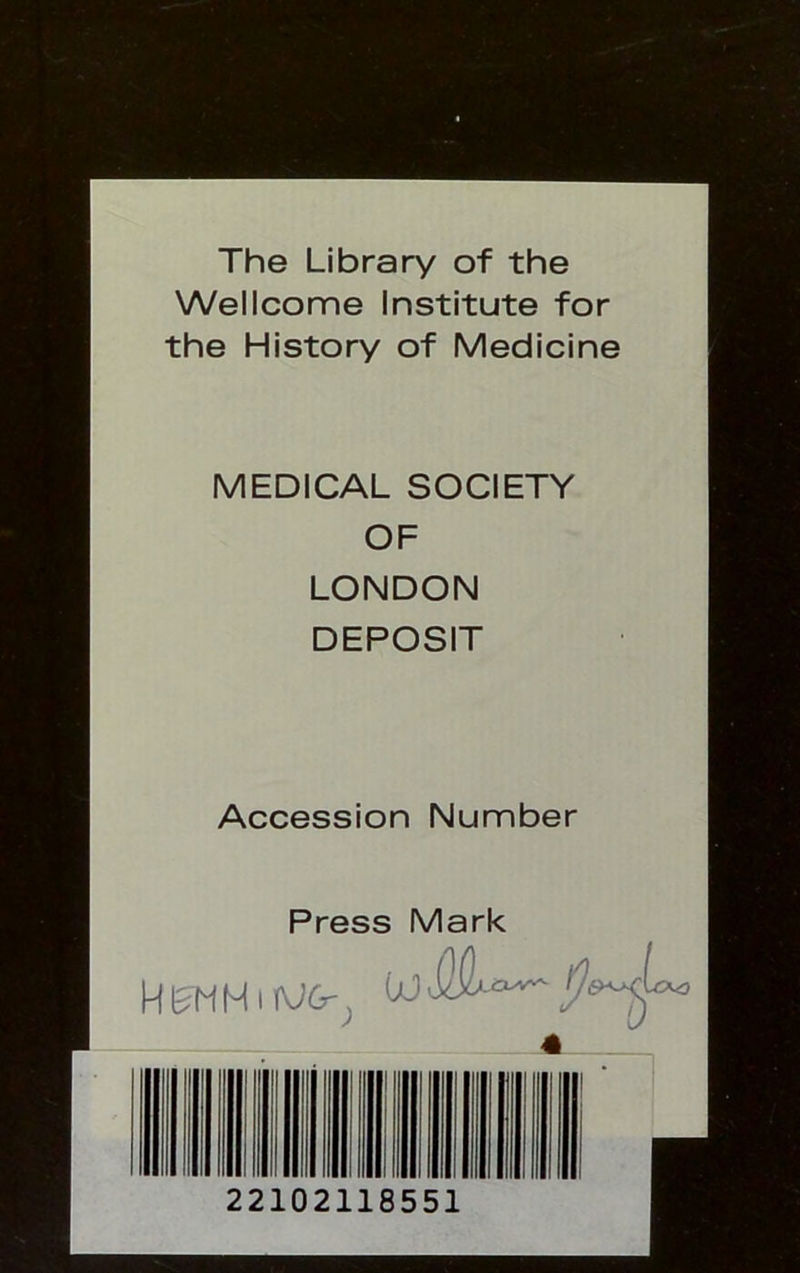 The Library of the
Wellcome Institute for
the History of Medicine
MEDICAL SOCIETY
OF
LONDON
DEPOSIT
Accession Number
Press Mark
HEMMING, William Douglas
22102118551